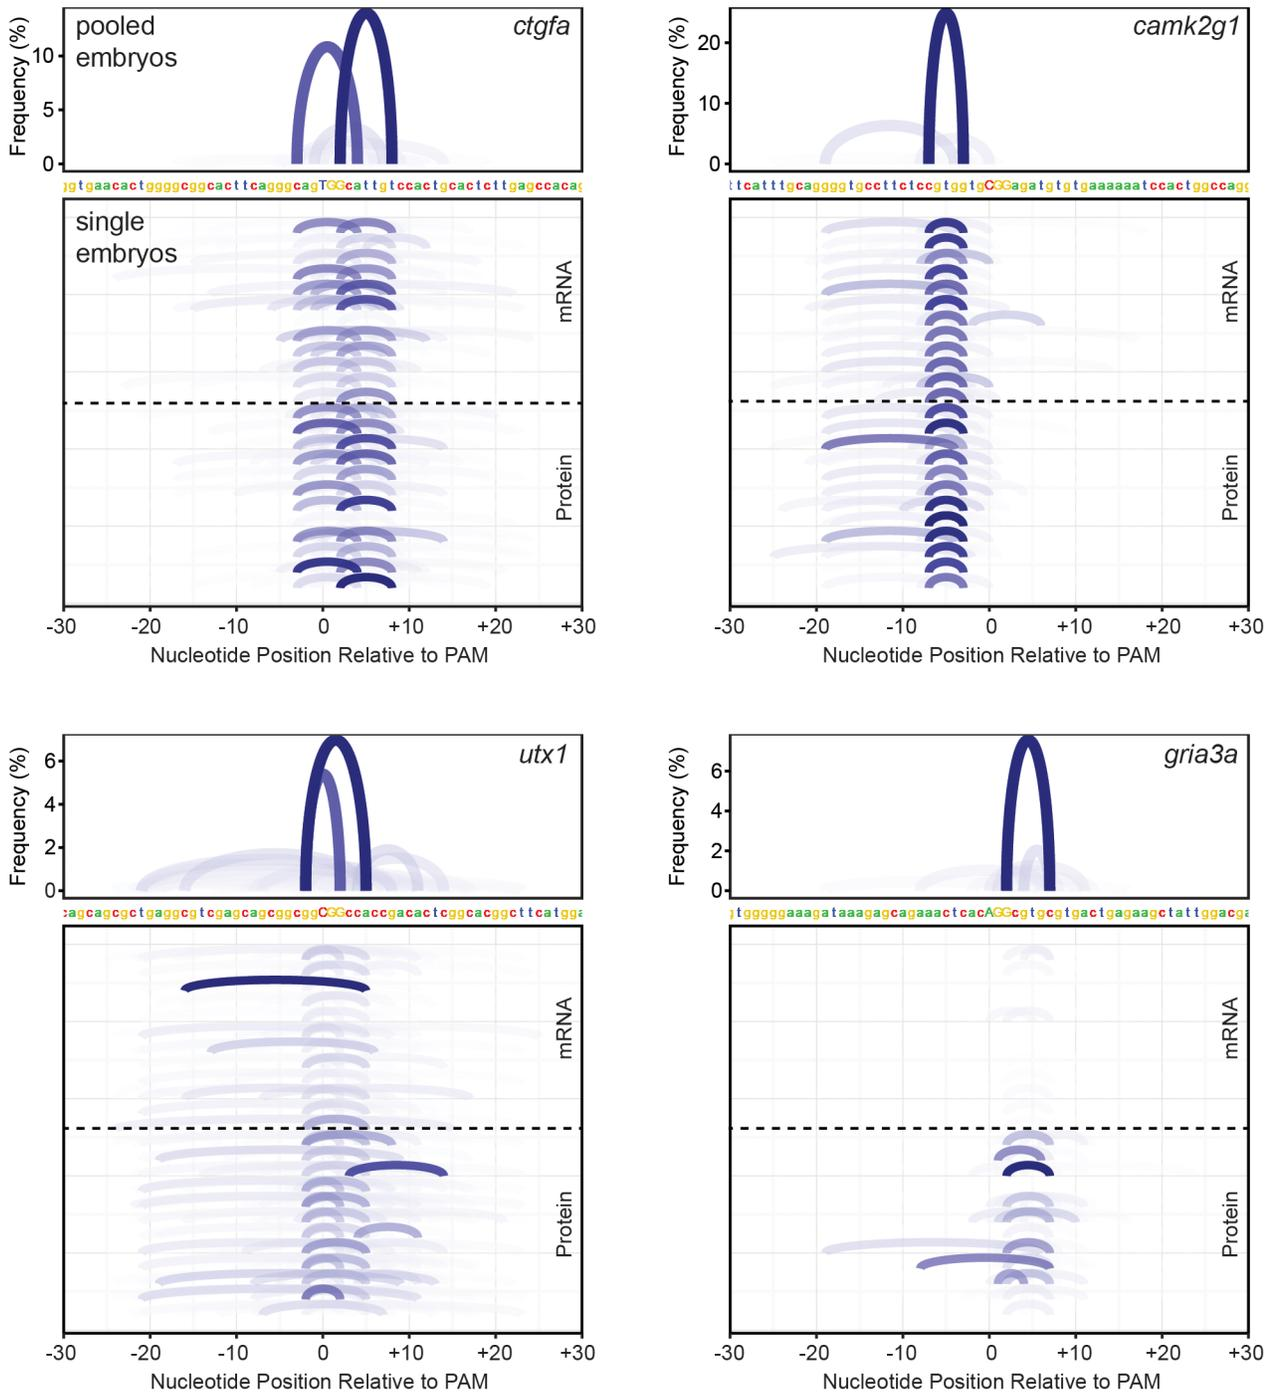 pooled
embryos
ctgfa
Frequency (%)
10
5
0
ggtgaacactggggcggcacttcagggcagTGGcattgtccactgcactcttgagccacag
single
embryos
mRNA
Protein
-30 -20 -10 0 +10 +20 +30
Nucleotide Position Relative to PAM
camk2g1
Frequency (%)
20
10
0
ttcatttgcaggggtgccttctccgtggtgCGGagatgtgtgaaaaaatccactggccagg
mRNA
Protein
-30 -20 -10 0 +10 +20 +30
Nucleotide Position Relative to PAM
utx1
Frequency (%)
6
4
2
0
cagcagcgctgaggcgtcgagcagcggcggCGGccaccgacactcggcacggcttcatgga
mRNA
Protein
-30 -20 -10 0 +10 +20 +30
Nucleotide Position Relative to PAM
gria3a
Frequency (%)
6
4
2
0
gtgggggaaagataaagagcagaaactcacAGGcgtgcgtgactgagaagctattggacga
mRNA
Protein
-30 -20 -10 0 +10 +20 +30
Nucleotide Position Relative to PAM